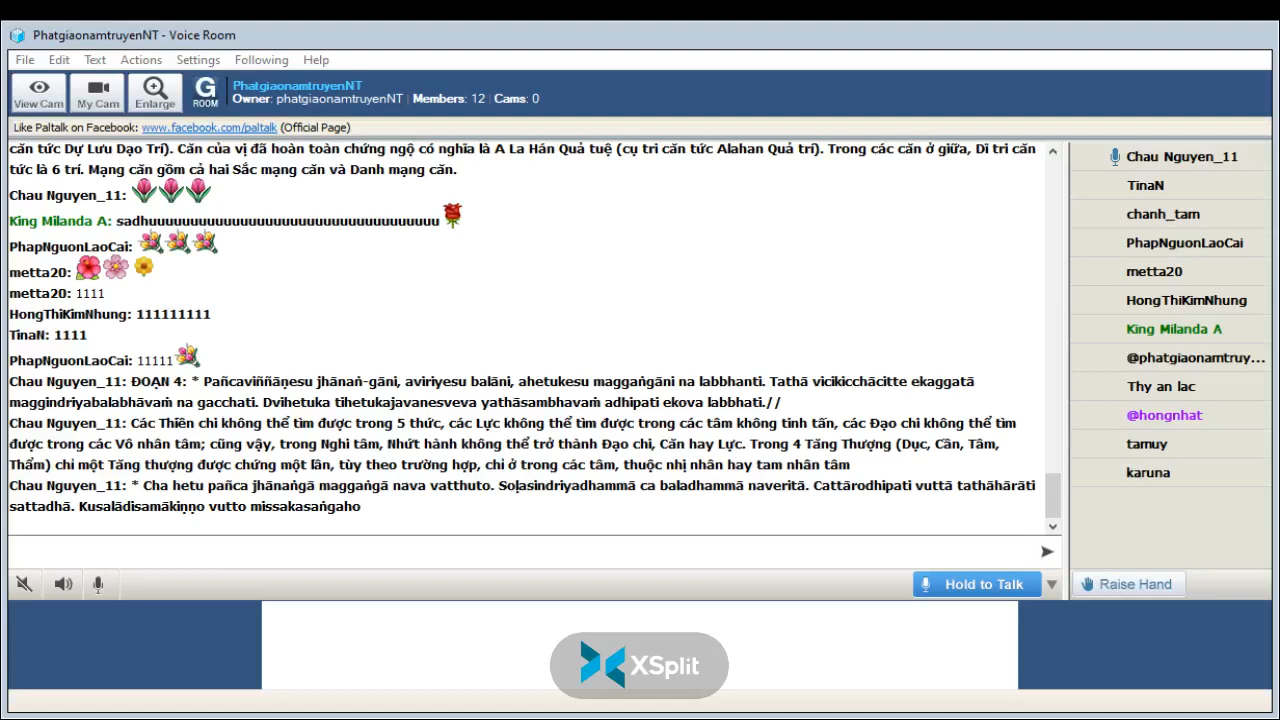 PhatgiaonamtruyenNT - Voice Room
File Edit Text Actions Settings Following Help
View Cam My Cam Enlarge G ROOM
PhatgiaonamtruyenNT
Owner: phatgiaonamtruyenNT | Members: 12 | Cams: 0
Like Paltalk on Facebook: www.facebook.com/paltalk (Official Page)
căn tức Dự Lưu Dạo Trí). Căn của vị đã hoàn toàn chứng ngộ có nghĩa là A La Hán Quả tuệ (cụ tri căn tức Alahan Quả trí). Trong các căn ở giữa, Dĩ tri căn
tức là 6 trí. Mạng căn gồm cả hai Sắc mạng căn và Danh mạng căn.
Chau Nguyen_11:
King Milanda A: sadhuuuuuuuuuuuuuuuuuuuuuuuuuuuuuuuu
PhapNguonLaoCai:
metta20:
metta20: 1111
HongThiKimNhung: 111111111
TinaN: 1111
PhapNguonLaoCai: 11111
Chau Nguyen_11: ĐOẠN 4: * Pañcaviññāṇesu jhānaṅ-gāni, aviriyesu balāni, ahetukesu maggaṅgāni na labbhanti. Tathā vicikicchācitte ekaggatā
maggindriyabalabhāvaṁ na gacchati. Dvihetuka tihetukajavanesveva yathāsambhavaṁ adhipati ekova labbhati.//
Chau Nguyen_11: Các Thiền chi không thể tìm được trong 5 thức, các Lực không thể tìm được trong các tâm không tinh tấn, các Đạo chi không thể tìm
được trong các Vô nhân tâm; cũng vậy, trong Nghi tâm, Nhứt hành không thể trở thành Đạo chi, Căn hay Lực. Trong 4 Tăng Thượng (Dục, Cần, Tâm,
Thẩm) chỉ một Tăng thượng được chứng một lần, tùy theo trường hợp, chỉ ở trong các tâm, thuộc nhị nhân hay tam nhân tâm
Chau Nguyen_11: * Cha hetu pañca jhānaṅgā maggaṅgā nava vatthuto. Soḷasindriyadhammā ca baladhammā naveritā. Cattārodhipati vuttā tathāhārāti
sattadhā. Kusalādisamākiṇṇo vutto missakasaṅgaho
Chau Nguyen_11
TinaN
chanh_tam
PhapNguonLaoCai
metta20
HongThiKimNhung
King Milanda A
@phatgiaonamtruy...
Thy an lac
@hongnhat
tamuy
karuna
Hold to Talk
Raise Hand
XSplit